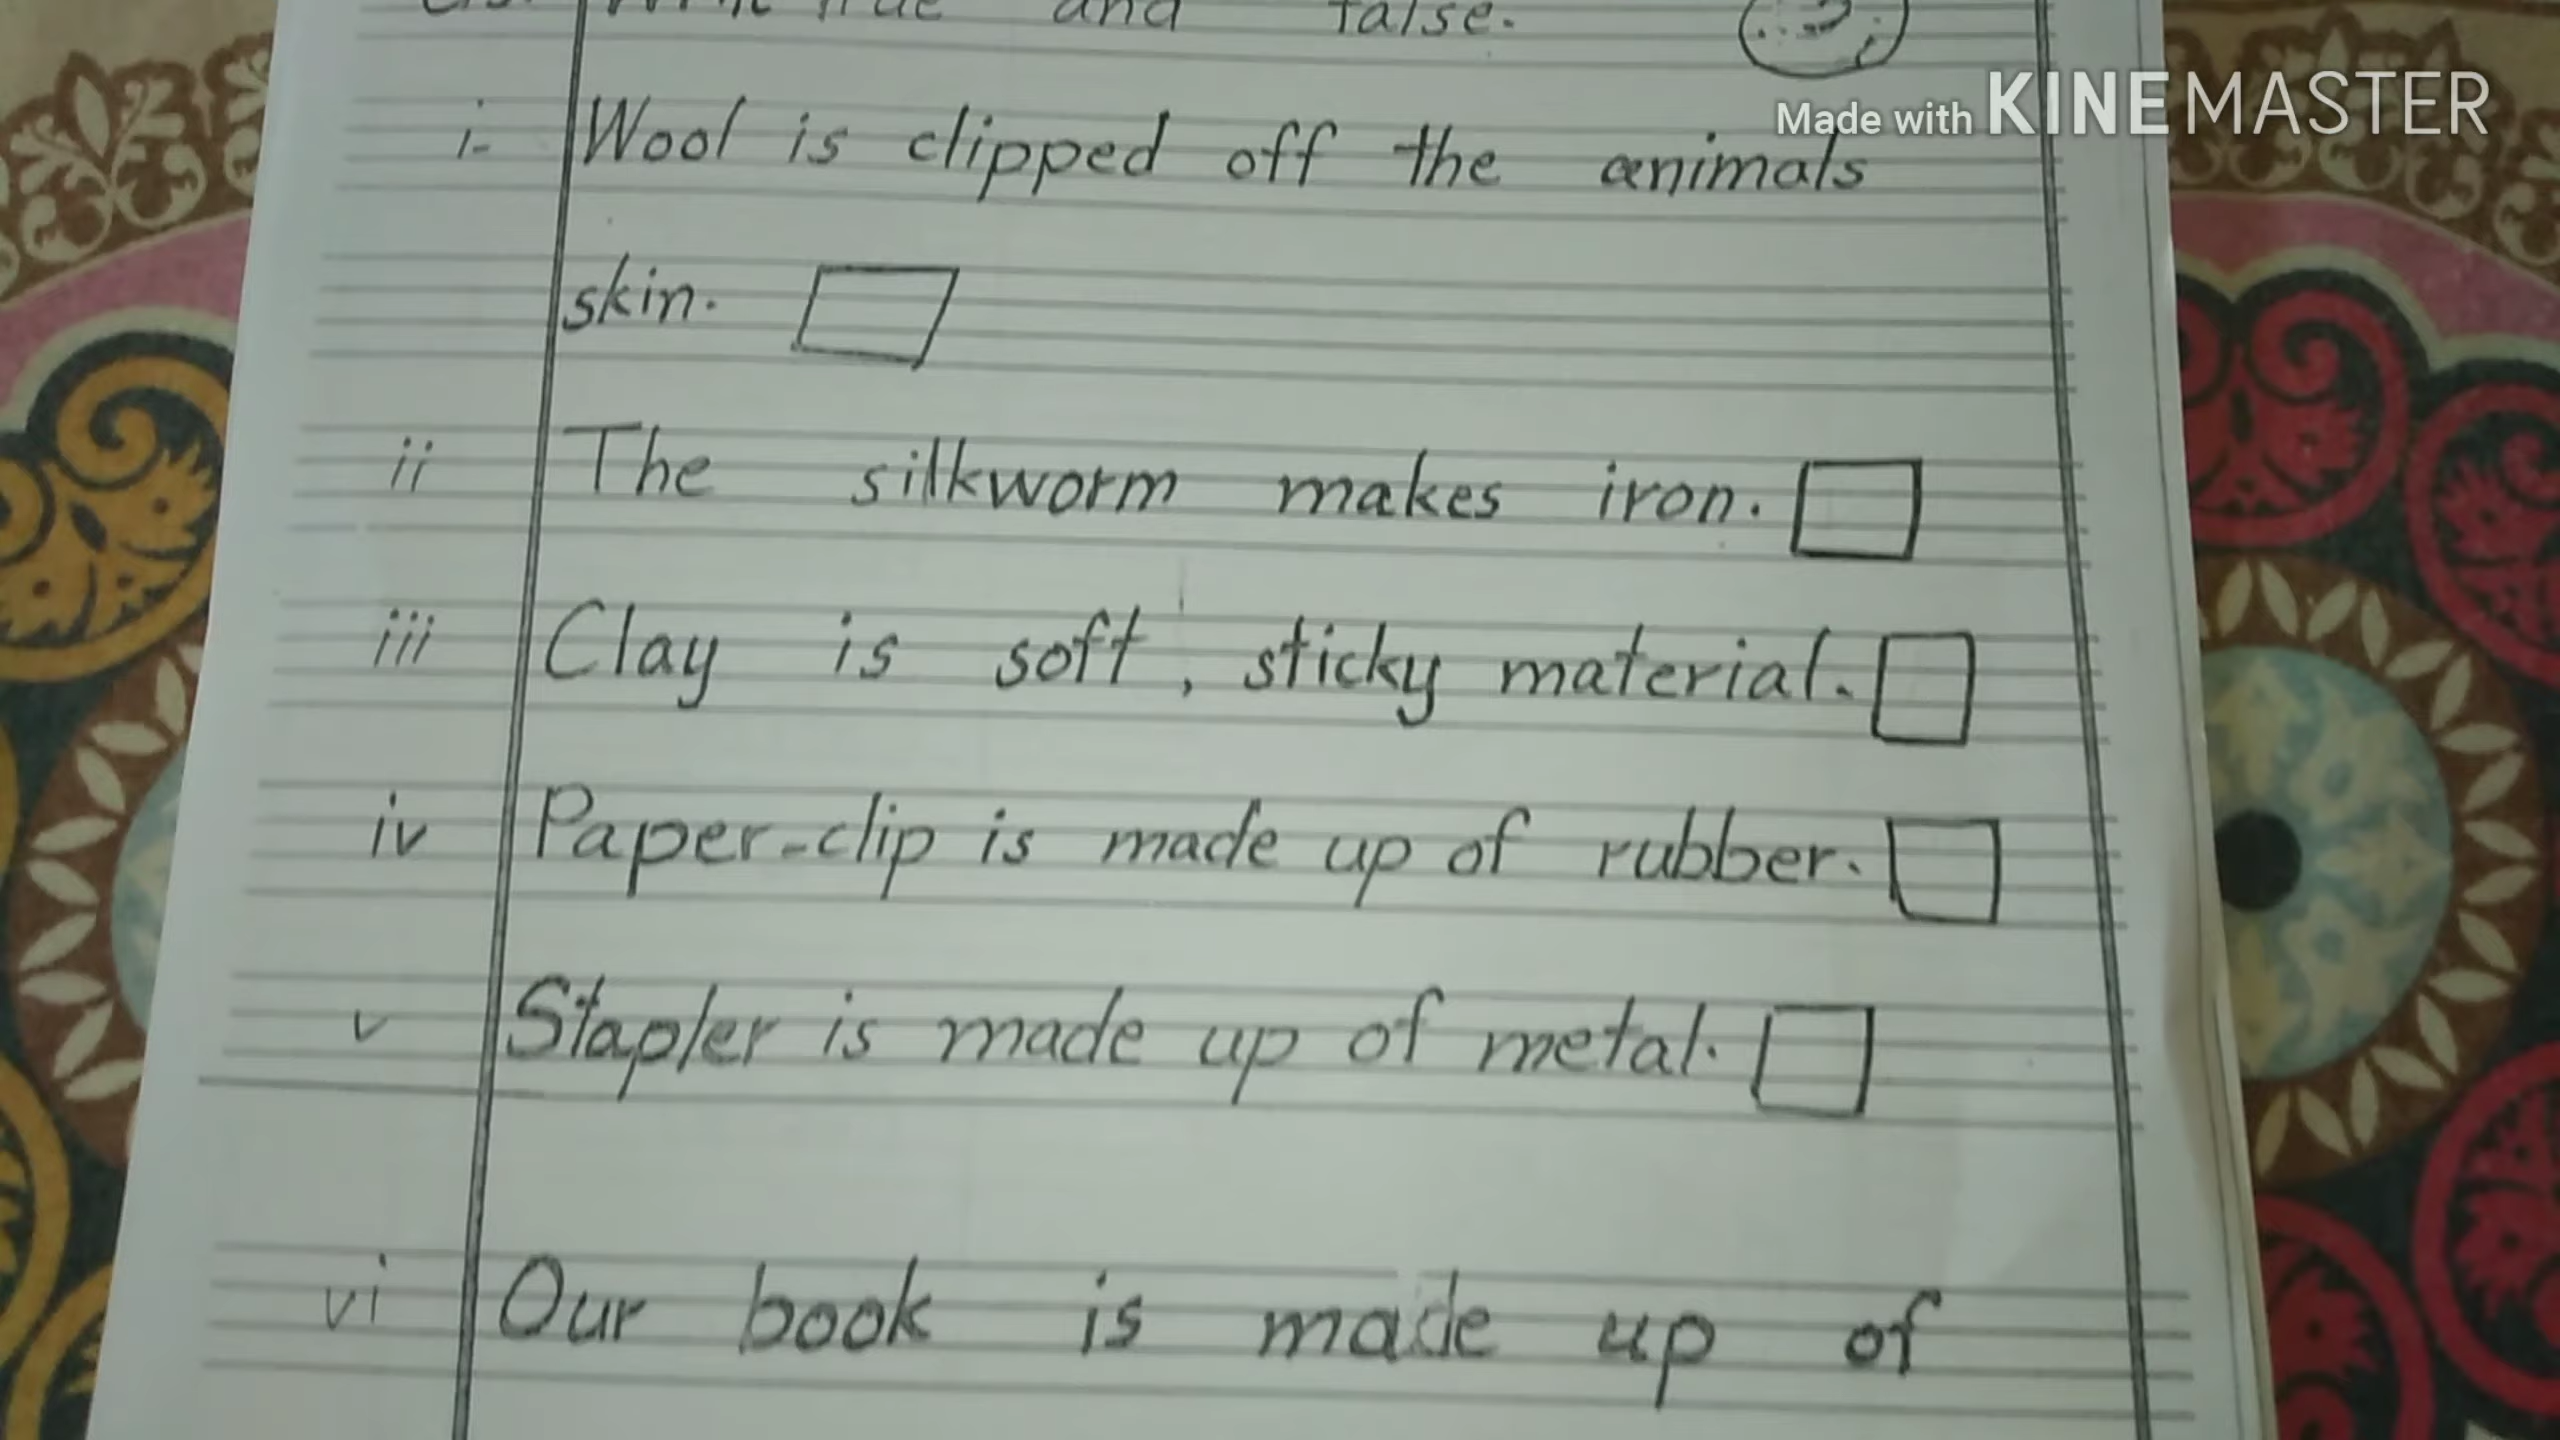 Write true and false.
Made with KINEMASTER
i- Wool is clipped off the animals
skin.
ii The silkworm makes iron.
iii Clay is soft, sticky material.
iv Paper-clip is made up of rubber.
v Stapler is made up of metal.
vi Our book is made up of